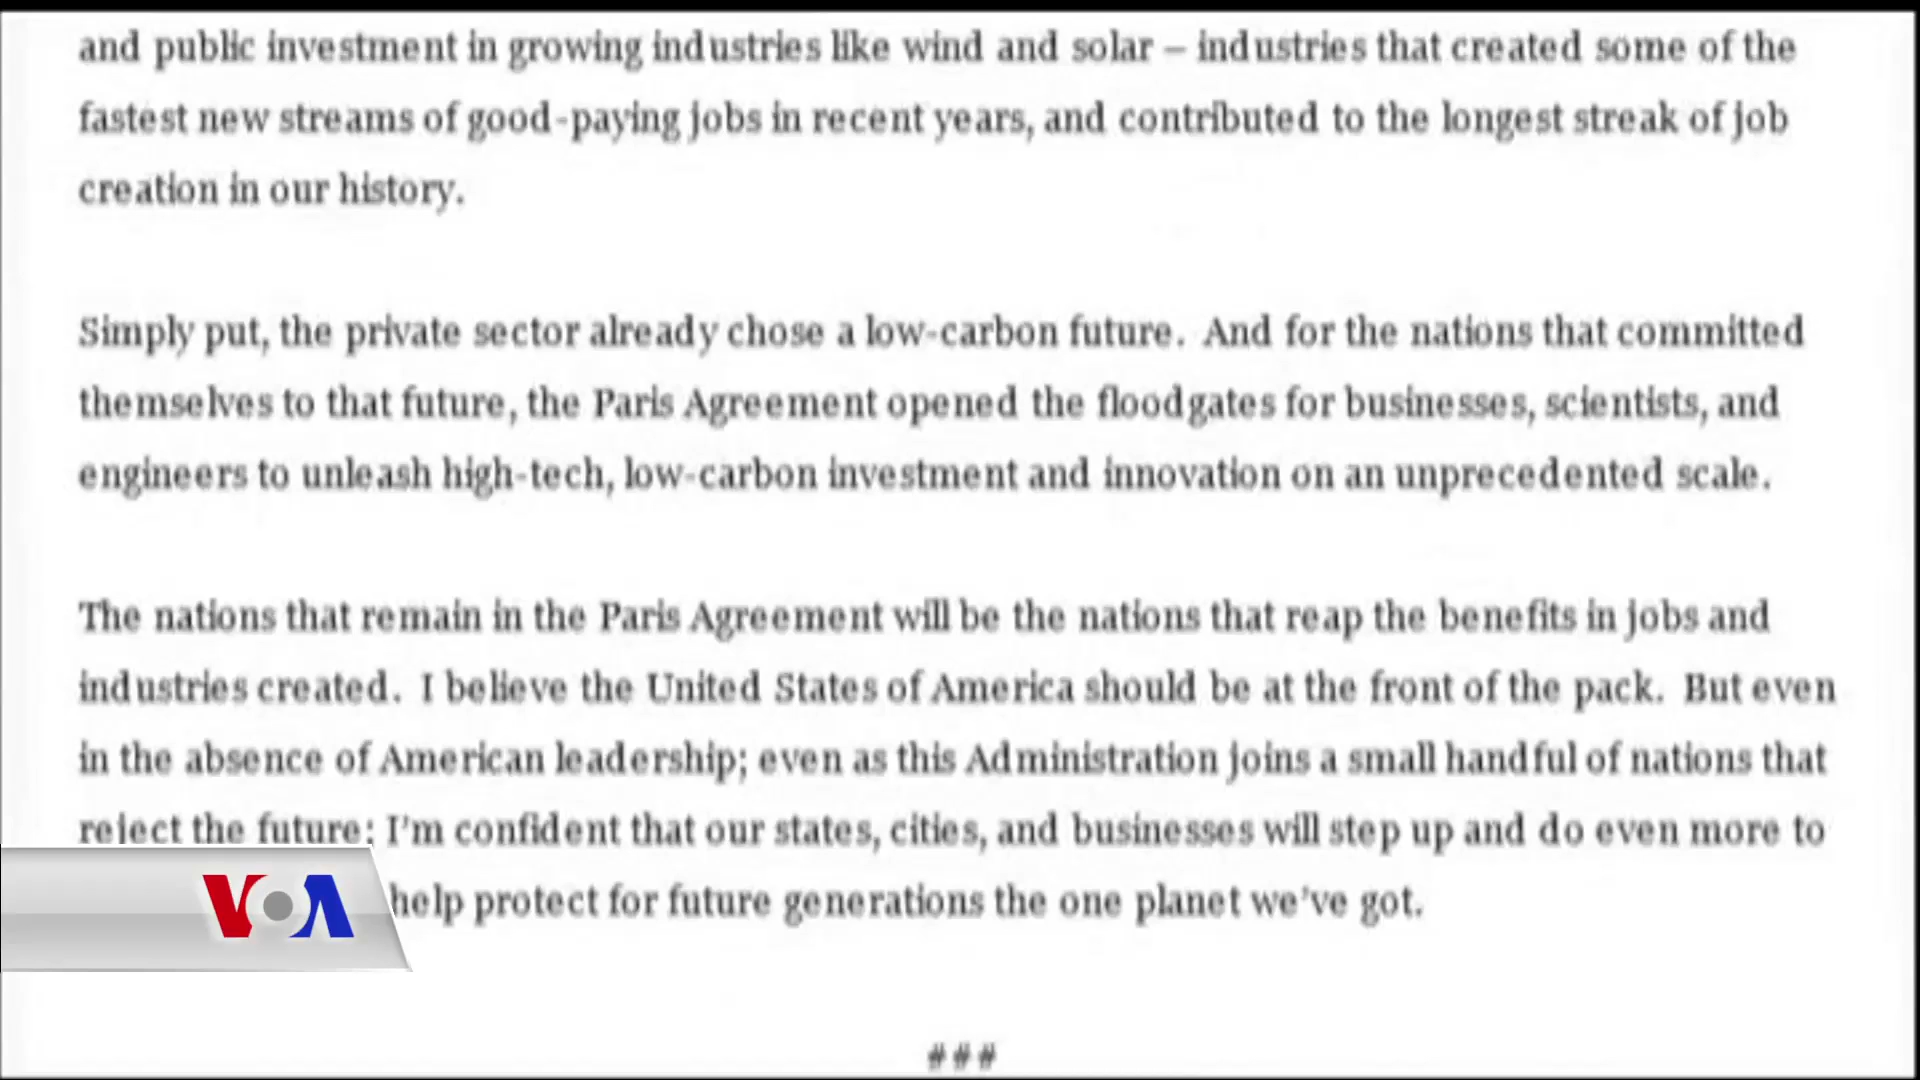 and public investment in growing industries like wind and solar – industries that created some of the
fastest new streams of good-paying jobs in recent years, and contributed to the longest streak of job
creation in our history.
Simply put, the private sector already chose a low-carbon future. And for the nations that committed
themselves to that future, the Paris Agreement opened the floodgates for businesses, scientists, and
engineers to unleash high-tech, low-carbon investment and innovation on an unprecedented scale.
The nations that remain in the Paris Agreement will be the nations that reap the benefits in jobs and
industries created. I believe the United States of America should be at the front of the pack. But even
in the absence of American leadership; even as this Administration joins a small handful of nations that
reject the future; I'm confident that our states, cities, and businesses will step up and do even more to
help protect for future generations the one planet we've got.
VOA
###